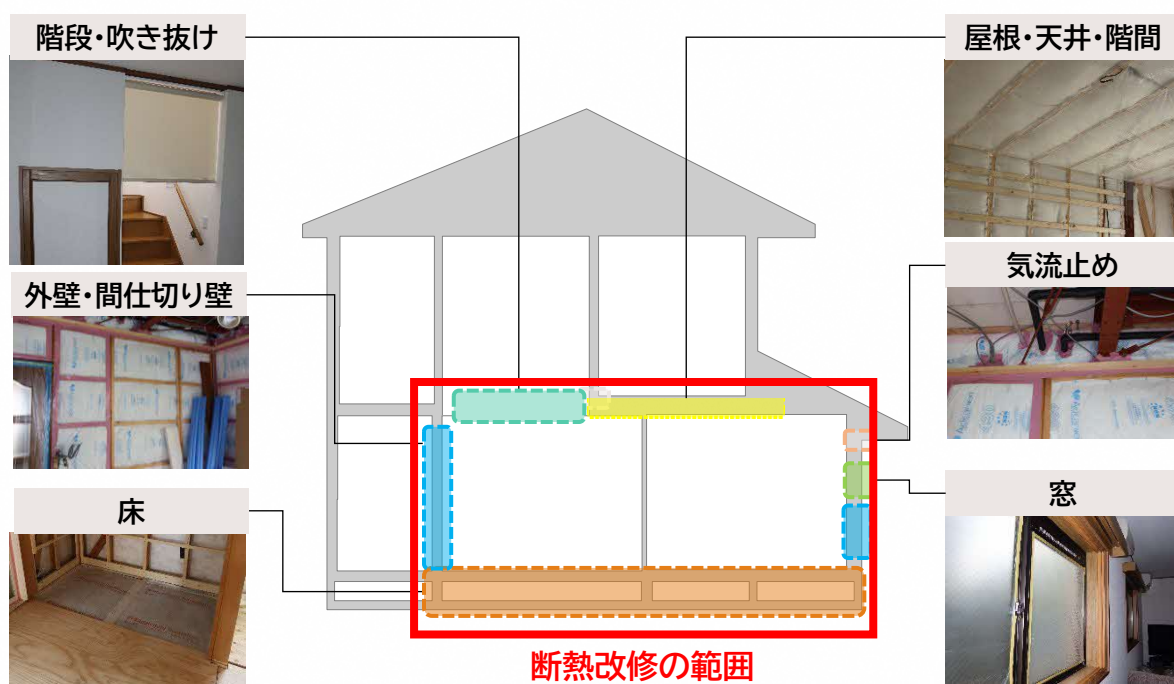 階段・吹き抜け
屋根・天井・階間
外壁・間仕切り壁
気流止め
床
窓
断熱改修の範囲